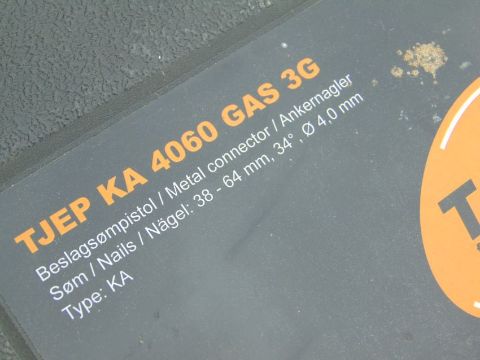 TJEP KA 4060 GAS 3G
Beslagsømpistol / Metal connector / Ankernagler
Søm / Nails / Nägel: 38 - 64 mm, 34°, Ø 4,0 mm
Type: KA